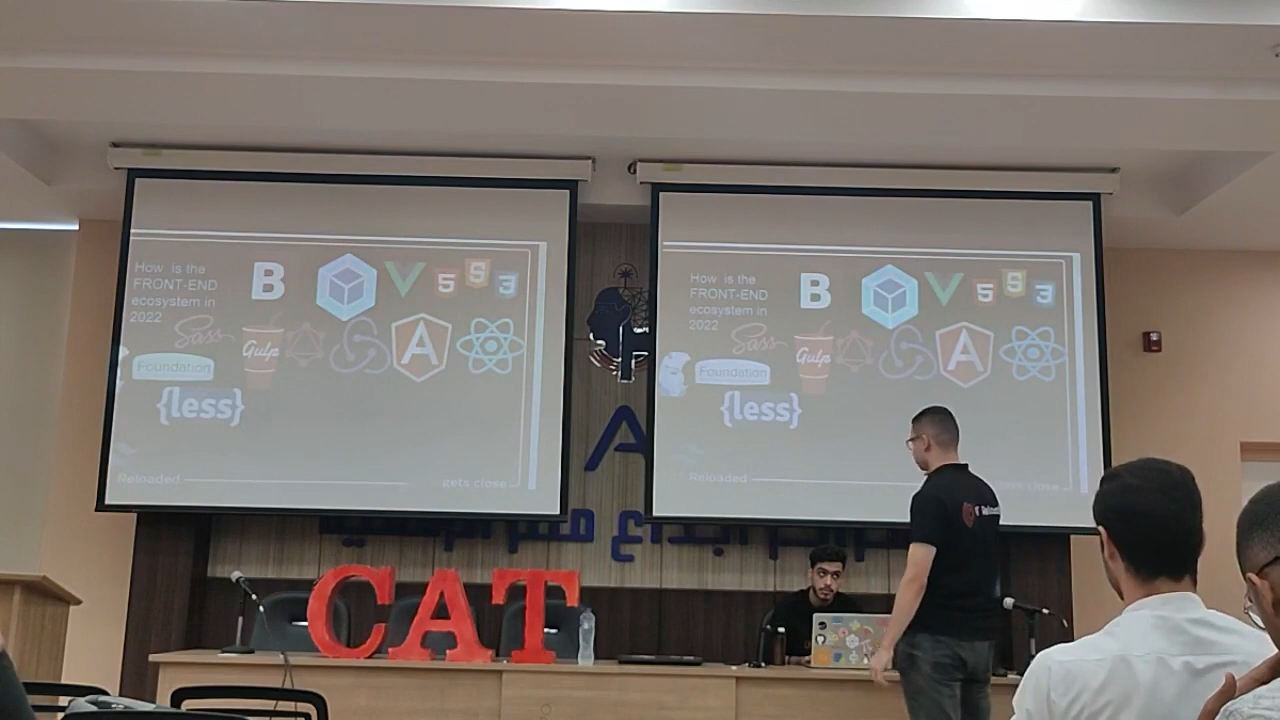 How is the
FRONT-END
ecosystem in
2022
B
5
3
Sass
Gulp
A
Foundation
{less}
Reloaded
gets close
How is the
FRONT-END
ecosystem in
2022
B
5
3
Sass
Gulp
A
Foundation
{less}
Reloaded
close
A
CAT